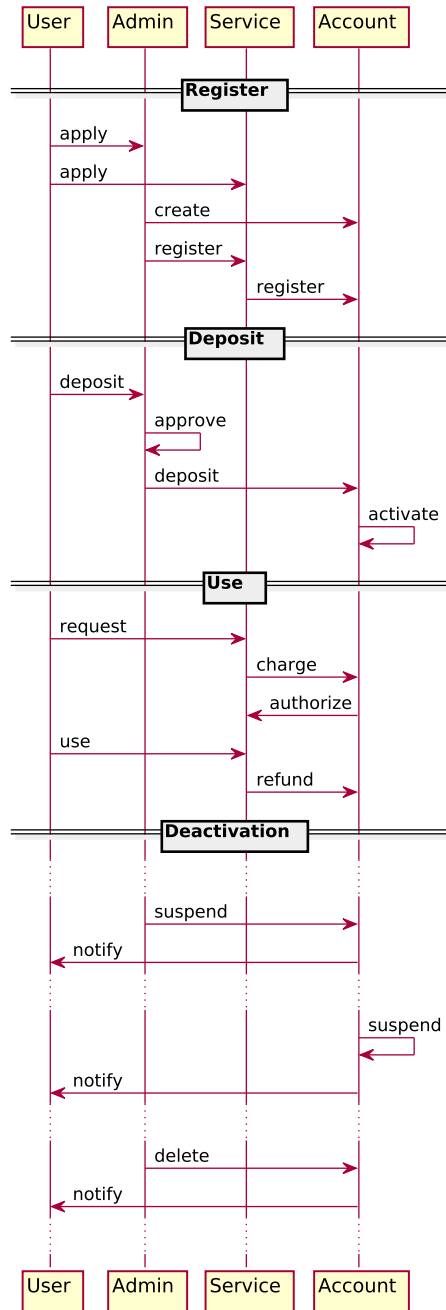 User Admin Service Account
Register
apply
apply
create
register
register
Deposit
deposit
approve
deposit
activate
Use
request
charge
authorize
use
refund
Deactivation
suspend
notify
suspend
notify
delete
notify
User Admin Service Account